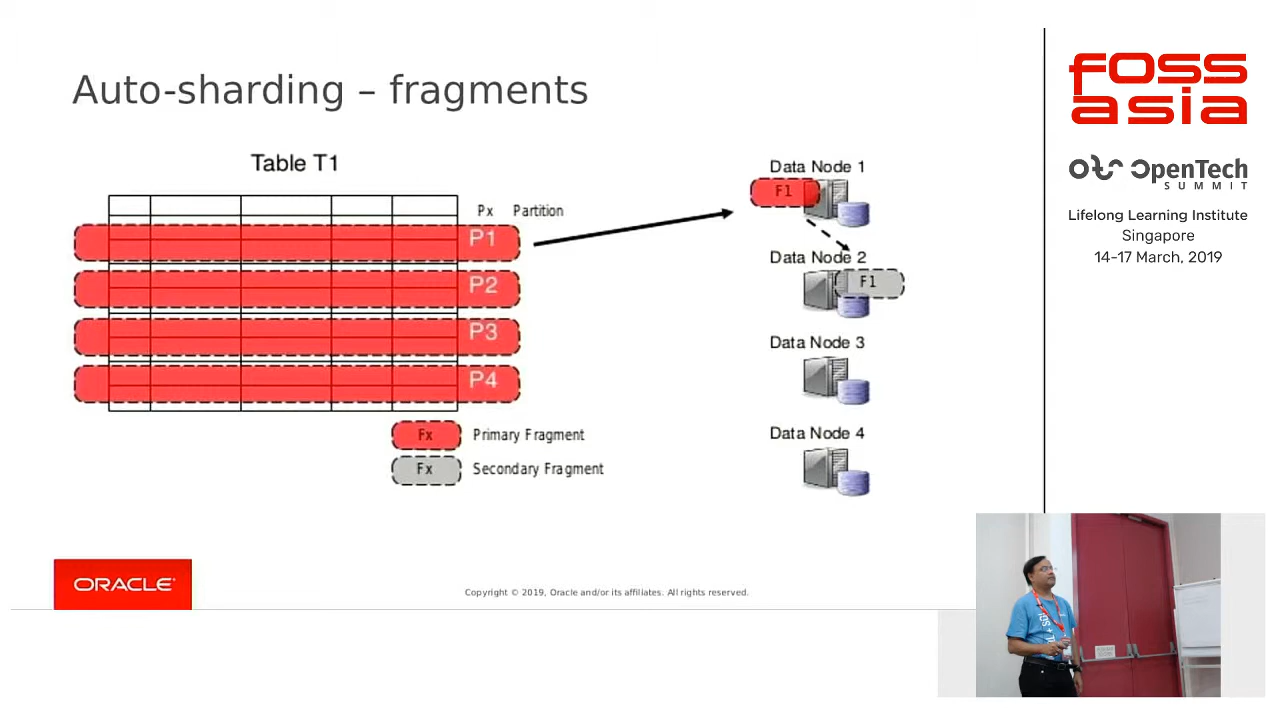 Auto-sharding – fragments
Table T1
Px Partition
P1
P2
P3
P4
Fx Primary Fragment
Fx Secondary Fragment
Data Node 1
F1
Data Node 2
F1
Data Node 3
Data Node 4
ORACLE
Copyright © 2019, Oracle and/or its affiliates. All rights reserved.
FOSS
asia
OpenTech
SUMMIT
Lifelong Learning Institute
Singapore
14-17 March, 2019